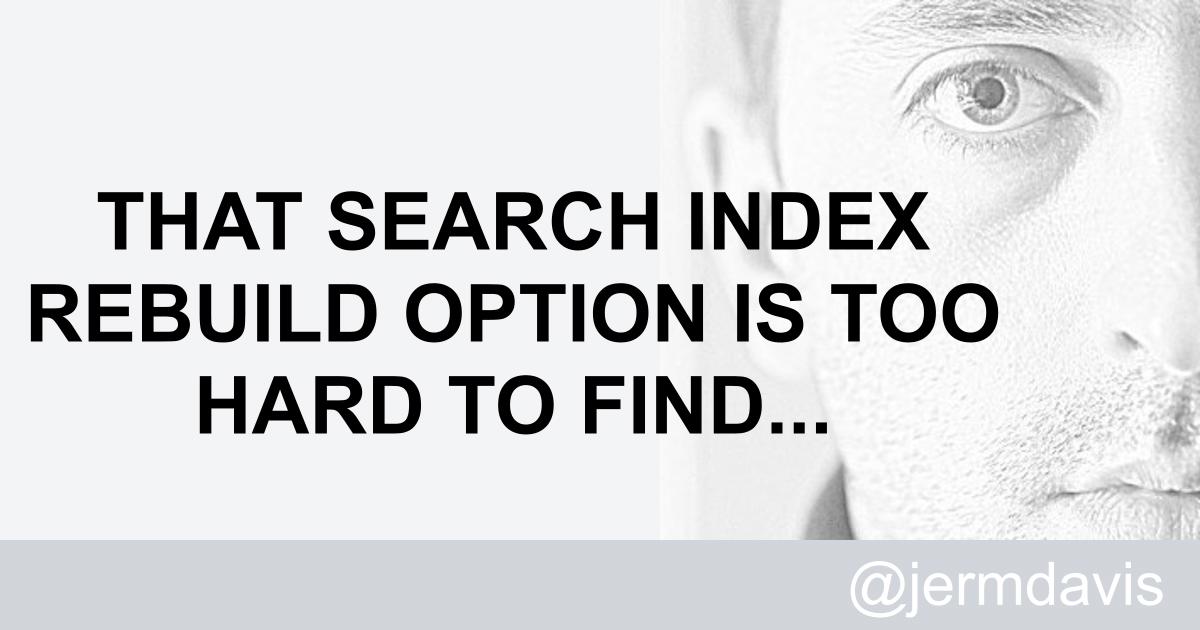 THAT SEARCH INDEX
REBUILD OPTION IS TOO
HARD TO FIND...
@jermdavis